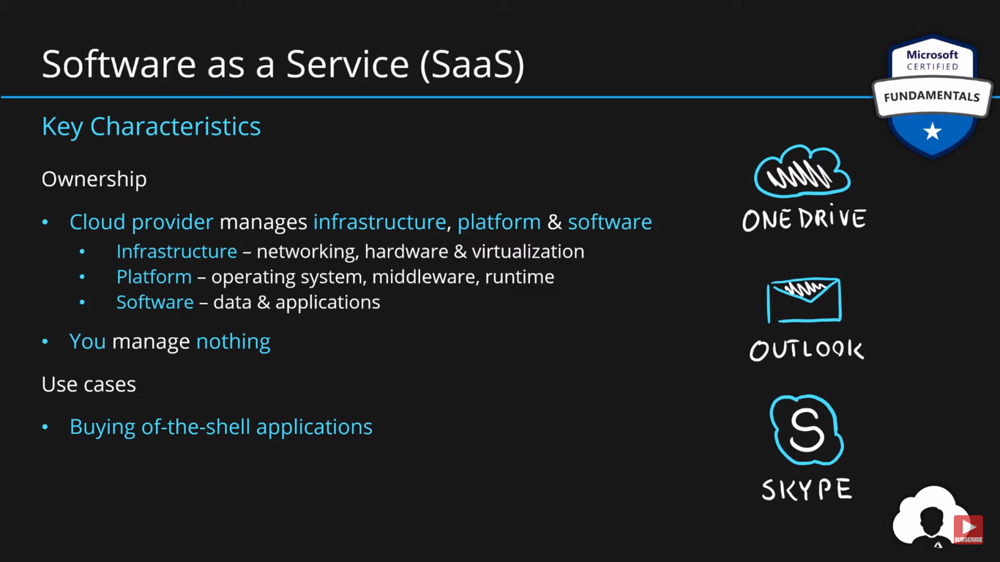 Software as a Service (SaaS)
Microsoft
CERTIFIED
FUNDAMENTALS
Key Characteristics
Ownership
• Cloud provider manages infrastructure, platform & software
• Infrastructure – networking, hardware & virtualization
• Platform – operating system, middleware, runtime
• Software – data & applications
• You manage nothing
Use cases
• Buying of-the-shell applications
ONEDRIVE
OUTLOOK
S
SKYPE
SUBSCRIBE